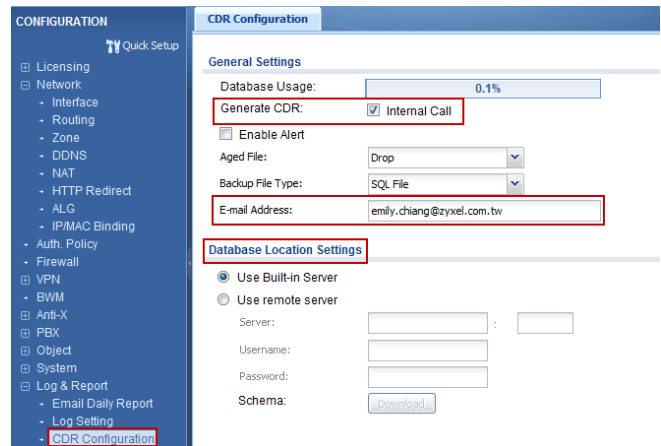 CONFIGURATION
Quick Setup
Licensing
Network
Interface
Routing
Zone
DDNS
NAT
HTTP Redirect
ALG
IP/MAC Binding
Auth. Policy
Firewall
VPN
BWM
Anti-X
PBX
Object
System
Log & Report
Email Daily Report
Log Setting
CDR Configuration
CDR Configuration
General Settings
Database Usage: 0.1%
Generate CDR: Internal Call
Enable Alert
Aged File: Drop
Backup File Type: SQL File
E-mail Address: emily.chiang@zyxel.com.tw
Database Location Settings
Use Built-in Server
Use remote server
Server: :
Username:
Password:
Schema: Download